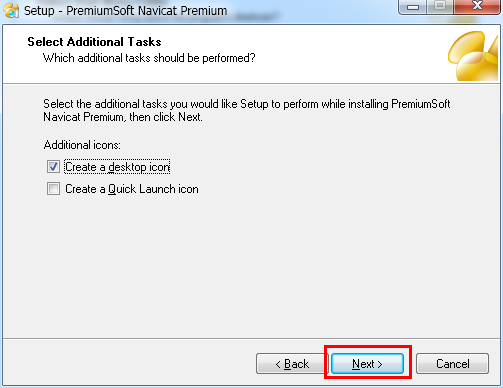 Setup - PremiumSoft Navicat Premium
Select Additional Tasks
Which additional tasks should be performed?
Select the additional tasks you would like Setup to perform while installing PremiumSoft
Navicat Premium, then click Next.
Additional icons:
Create a desktop icon
Create a Quick Launch icon
< Back
Next >
Cancel